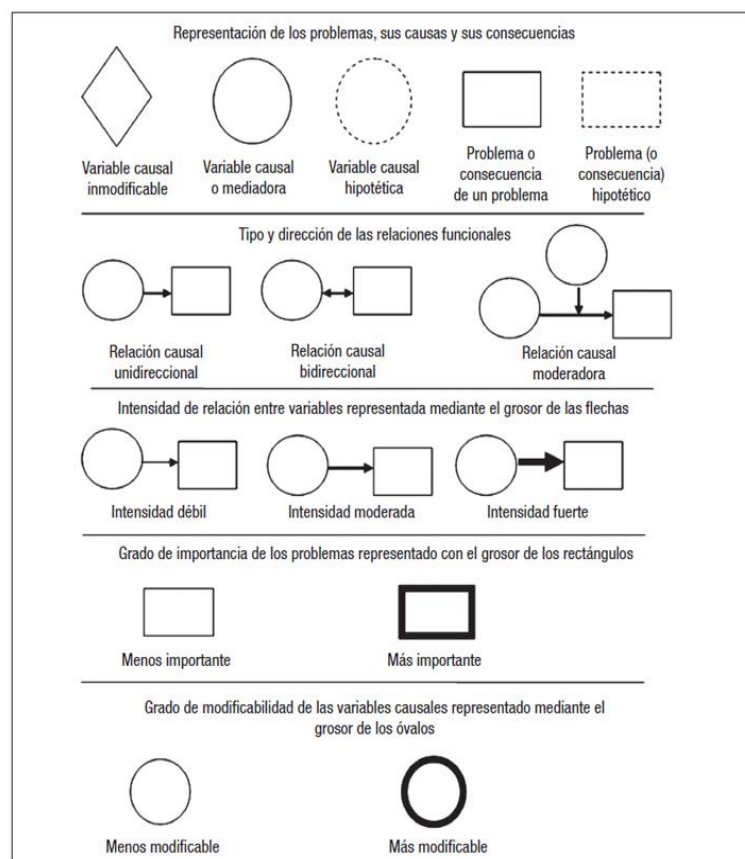 Representación de los problemas, sus causas y sus consecuencias
Variable causal
inmodificable
Variable causal
o mediadora
Variable causal
hipotética
Problema o
consecuencia
de un problema
Problema (o
consecuencia)
hipotético
Tipo y dirección de las relaciones funcionales
Relación causal
unidireccional
Relación causal
bidireccional
Relación causal
moderadora
Intensidad de relación entre variables representada mediante el grosor de las flechas
Intensidad débil
Intensidad moderada
Intensidad fuerte
Grado de importancia de los problemas representado con el grosor de los rectángulos
Menos importante
Más importante
Grado de modificabilidad de las variables causales representado mediante el
grosor de los óvalos
Menos modificable
Más modificable